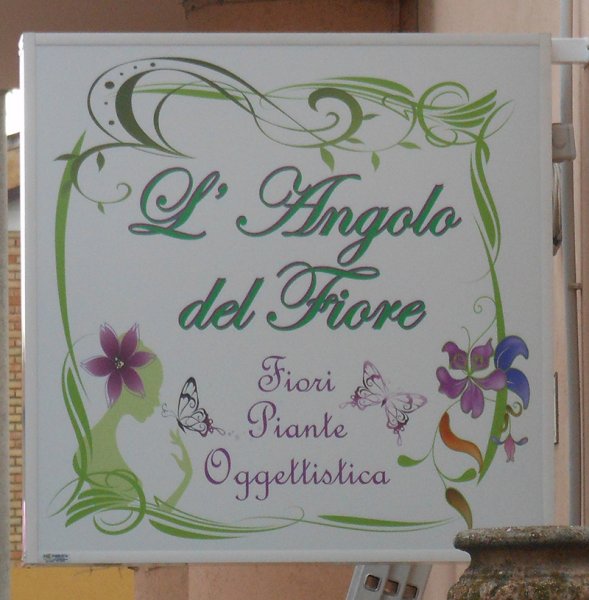 L' Angolo
del Fiore
Fiori
Piante
Oggettistica